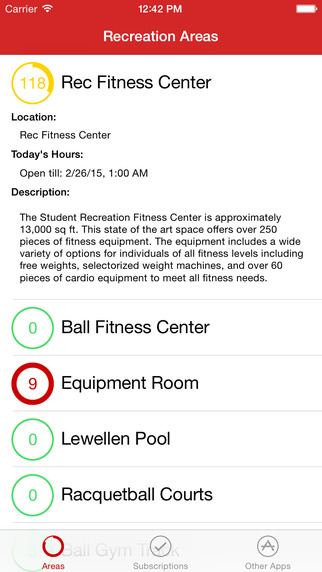 Carrier 12:42 PM
Recreation Areas
118 Rec Fitness Center
Location:
Rec Fitness Center
Today's Hours:
Open till: 2/26/15, 1:00 AM
Description:
The Student Recreation Fitness Center is approximately
13,000 sq ft. This state of the art space offers over 250
pieces of fitness equipment. The equipment includes a wide
variety of options for individuals of all fitness levels including
free weights, selectorized weight machines, and over 60
pieces of cardio equipment to meet all fitness needs.
0 Ball Fitness Center
9 Equipment Room
0 Lewellen Pool
0 Racquetball Courts
Ball Gym Track
Areas Subscriptions Other Apps